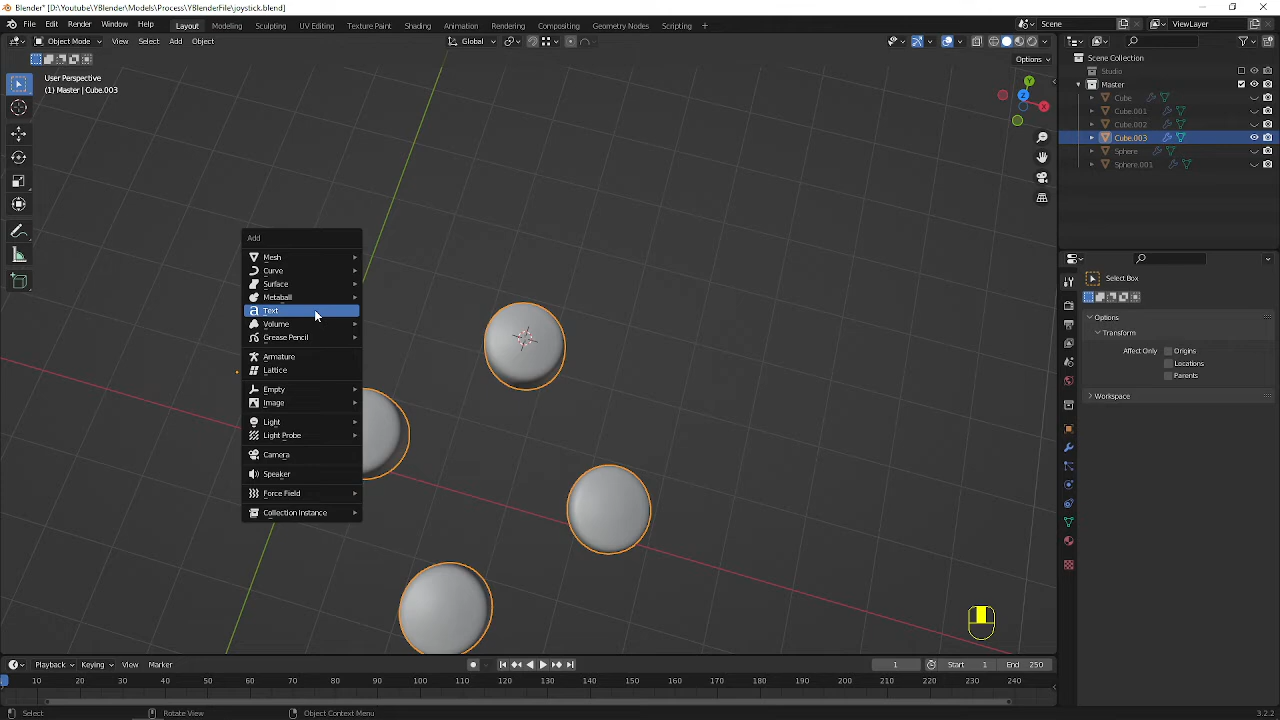 Blender* [D:\Youtube\YBlender\Models\Process\YBlenderFile\joystick.blend]
File Edit Render Window Help Layout Modeling Sculpting UV Editing Texture Paint Shading Animation Rendering Compositing Geometry Nodes Scripting + Scene ViewLayer
Object Mode View Select Add Object Global
Options
User Perspective
(1) Master | Cube.003
Scene Collection
Studio
Master
Cube
Cube.001
Cube.002
Cube.003
Sphere
Sphere.001
Y
Z
X
Add
Mesh
Curve
Surface
Metaball
Text
Volume
Grease Pencil
Armature
Lattice
Empty
Image
Light
Light Probe
Camera
Speaker
Force Field
Collection Instance
Select Box
Options
Transform
Affect Only Origins
Locations
Parents
Workspace
Playback Keying View Marker 1 Start 1 End 250
10 20 30 40 50 60 70 80 90 100 110 120 130 140 150 160 170 180 190 200 210 220 230 240
Select Rotate View Object Context Menu 3.2.2